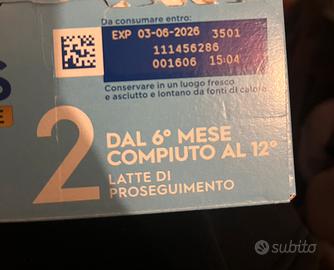 Da consumare entro:
EXP 03-06-2026 3501
111456286
001606 15:04
Conservare in un luogo fresco
e asciutto e lontano da fonti di calore
S
E
2
DAL 6° MESE
COMPIUTO AL 12°
LATTE DI
PROSEGUIMENTO
subito